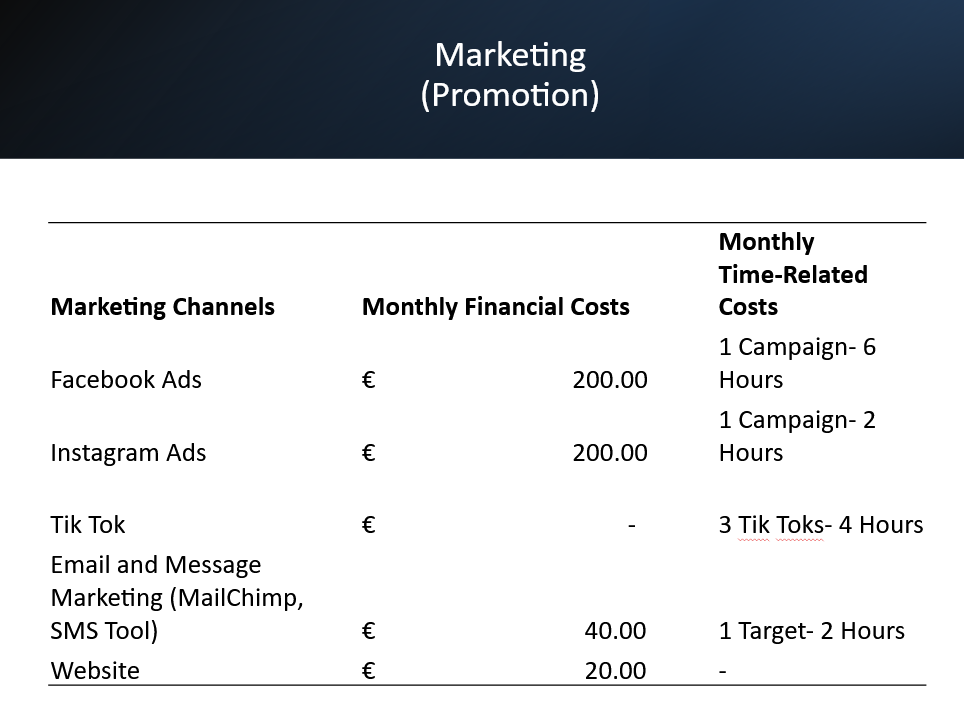 Marketing
(Promotion)
Monthly
Time-Related
Marketing Channels Monthly Financial Costs Costs
1 Campaign- 6
Facebook Ads € 200.00 Hours
1 Campaign- 2
Instagram Ads € 200.00 Hours
Tik Tok € - 3 Tik Toks- 4 Hours
Email and Message
Marketing (MailChimp,
SMS Tool) € 40.00 1 Target- 2 Hours
Website € 20.00 -